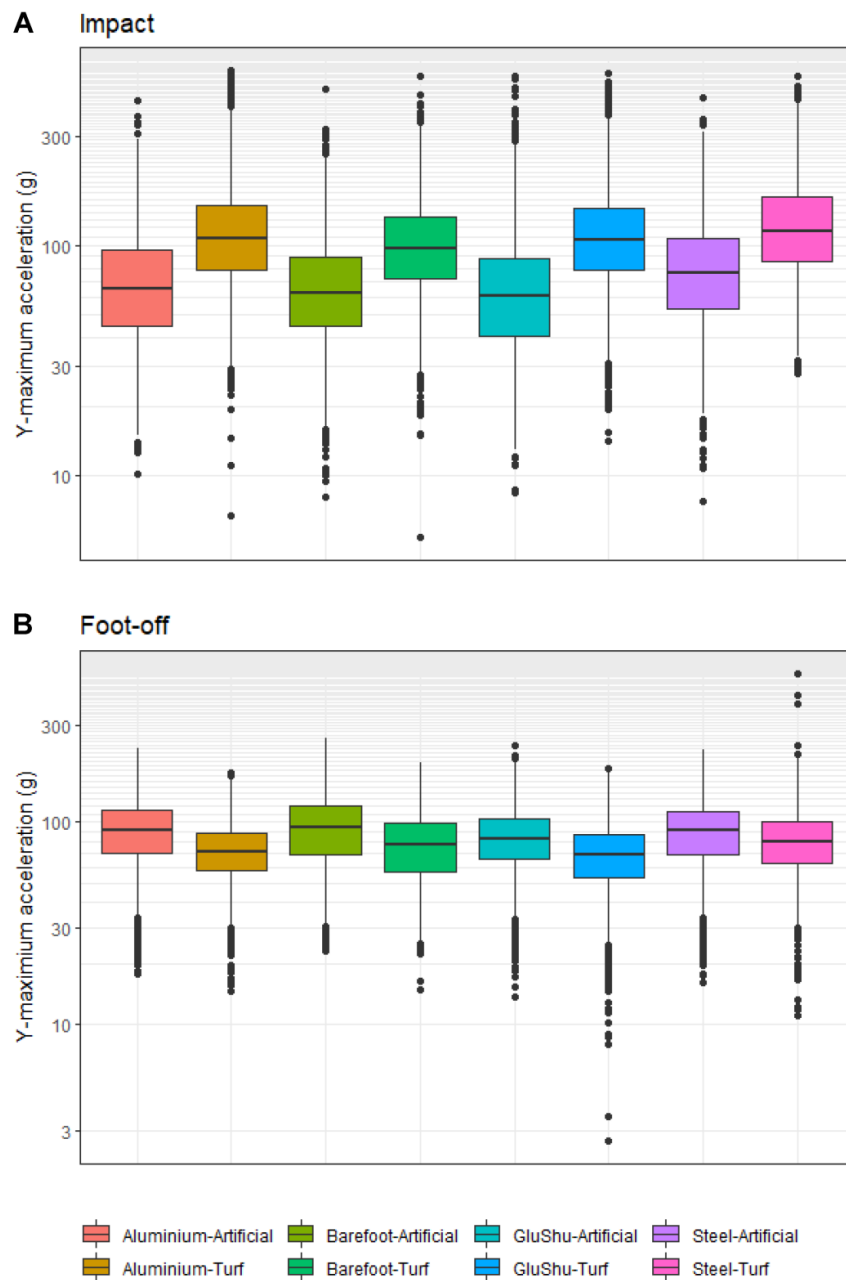 A Impact
Y-maximum acceleration (g)
300
100
30
10
B Foot-off
Y-maximium acceleration (g)
300
100
30
10
3
Aluminium-Artificial Barefoot-Artificial GluShu-Artificial Steel-Artificial
Aluminium-Turf Barefoot-Turf GluShu-Turf Steel-Turf